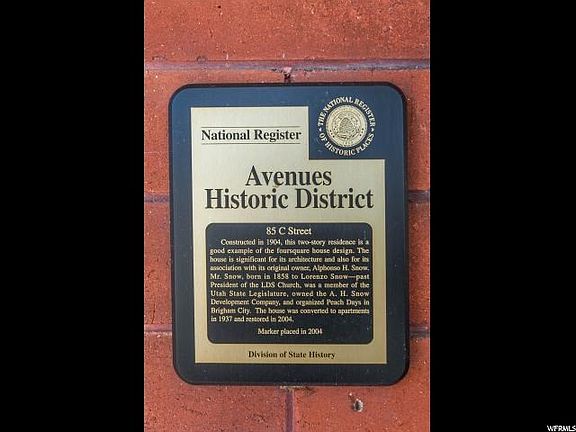 THE NATIONAL REGISTER
OF HISTORIC PLACES
National Register
Avenues
Historic District
85 C Street
Constructed in 1904, this two-story residence is a
good example of the foursquare house design. The
house is significant for its architecture and also for its
association with its original owner, Alphonso H. Snow.
Mr. Snow, born in 1858 to Lorenzo Snow—past
President of the LDS Church, was a member of the
Utah State Legislature, owned the A. H. Snow
Development Company, and organized Peach Days in
Brigham City. The house was converted to apartments
in 1937 and restored in 2004.
Marker placed in 2004
Division of State History
WFRMLS